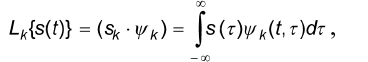 L_k{s(t)} = (s_k · ψ_k) = ∫_{-∞}^{∞} s(τ)ψ_k(t,τ)dτ ,